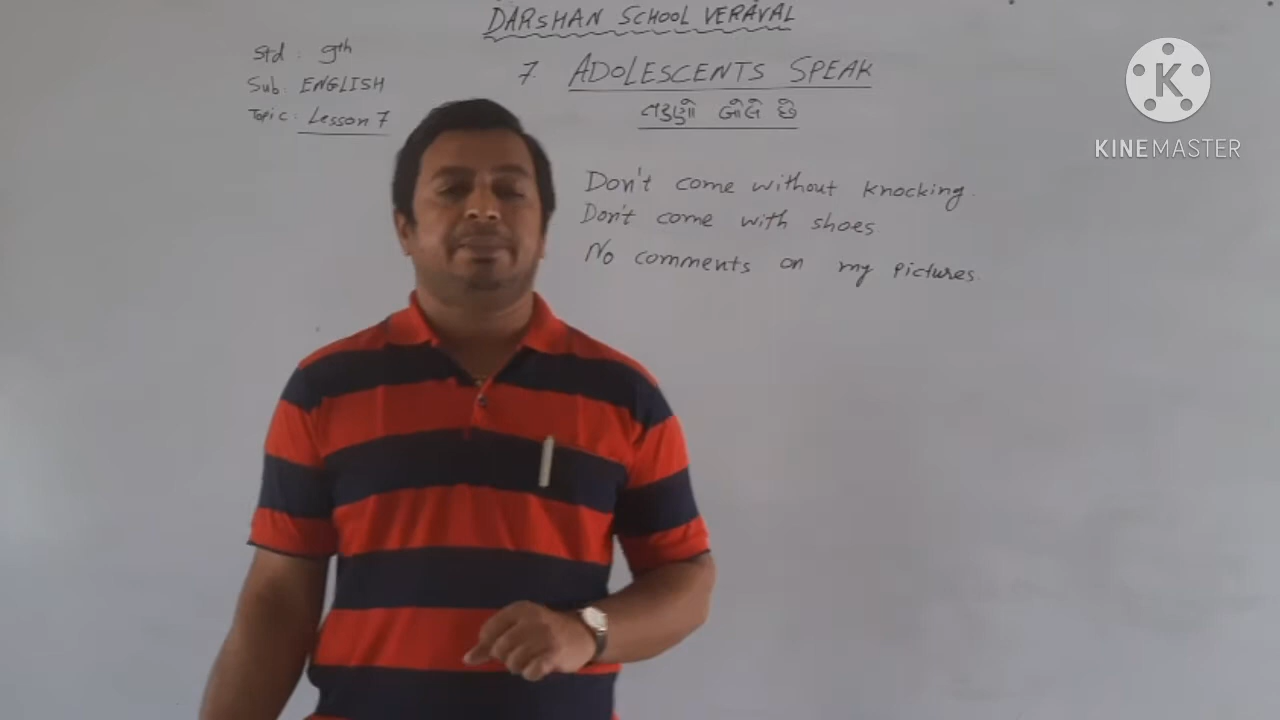 DARSHAN SCHOOL VERAVAL
Std : 9th
Sub : ENGLISH
Topic : Lesson 7
7. ADOLESCENTS SPEAK
તરુણો બોલે છે
Don't come without knocking.
Don't come with shoes
No comments on my pictures.
K
KINEMASTER